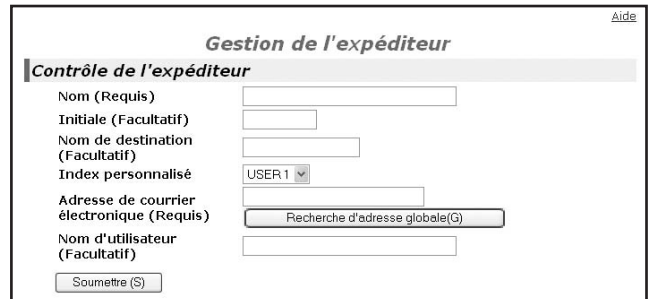 Aide
Gestion de l'expéditeur
Contrôle de l'expéditeur
Nom (Requis)
Initiale (Facultatif)
Nom de destination
(Facultatif)
Index personnalisé
USER 1
Adresse de courrier
électronique (Requis)
Recherche d'adresse globale(G)
Nom d'utilisateur
(Facultatif)
Soumettre (S)